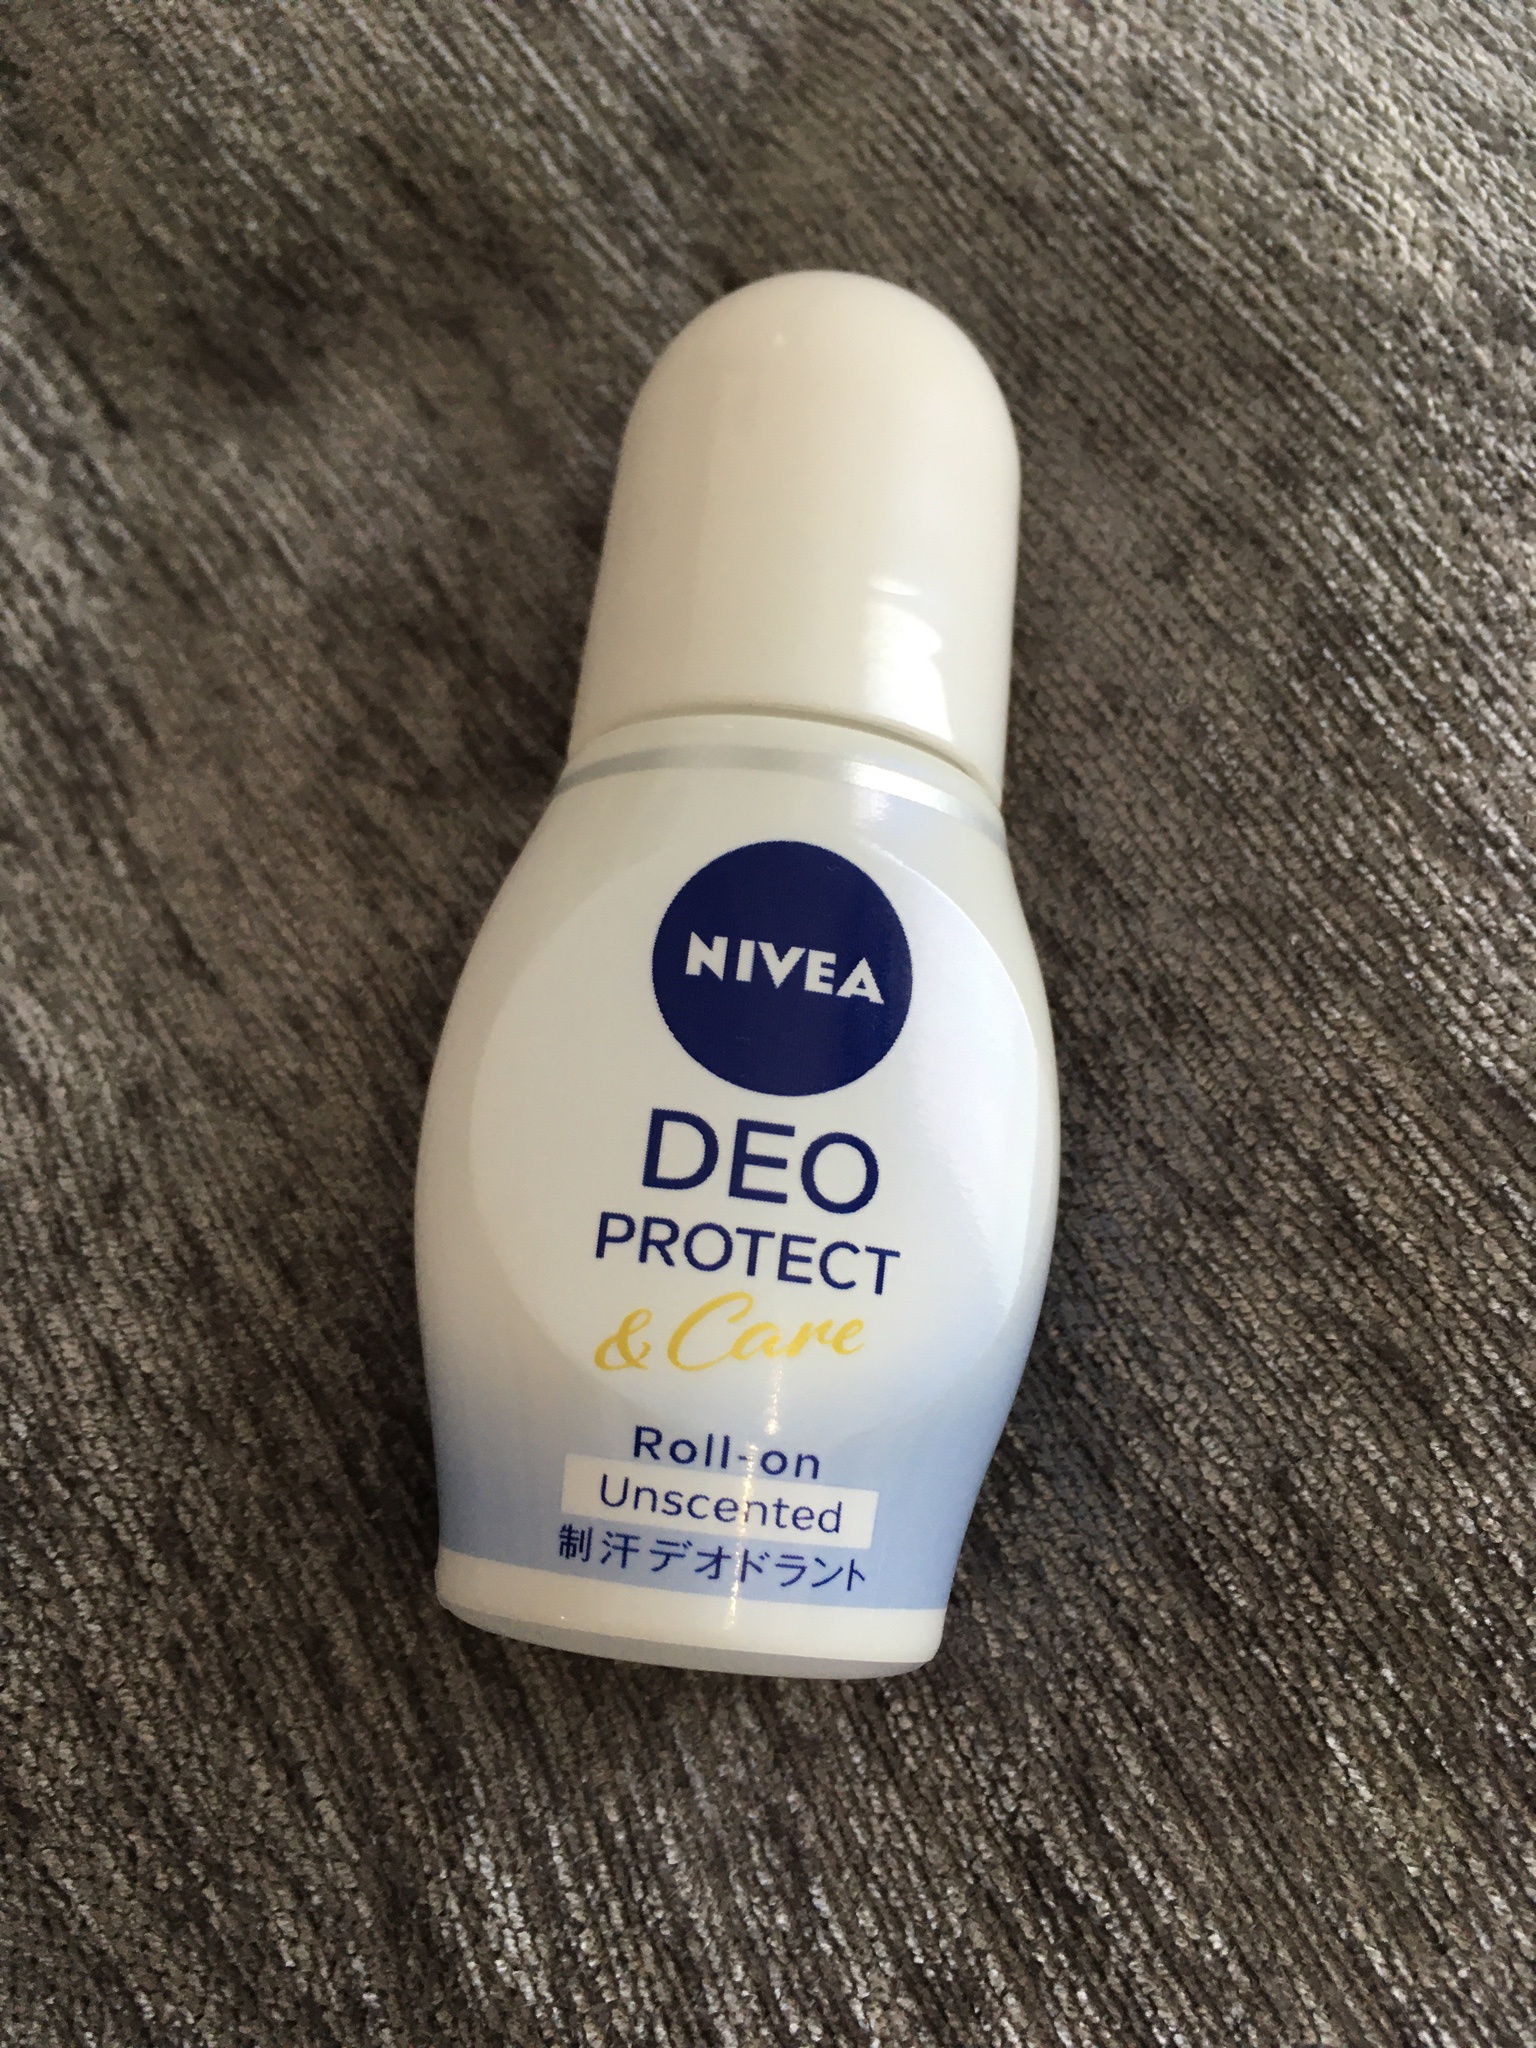 NIVEA
DEO
PROTECT
& Care
Roll-on
Unscented
制汗デオドラント